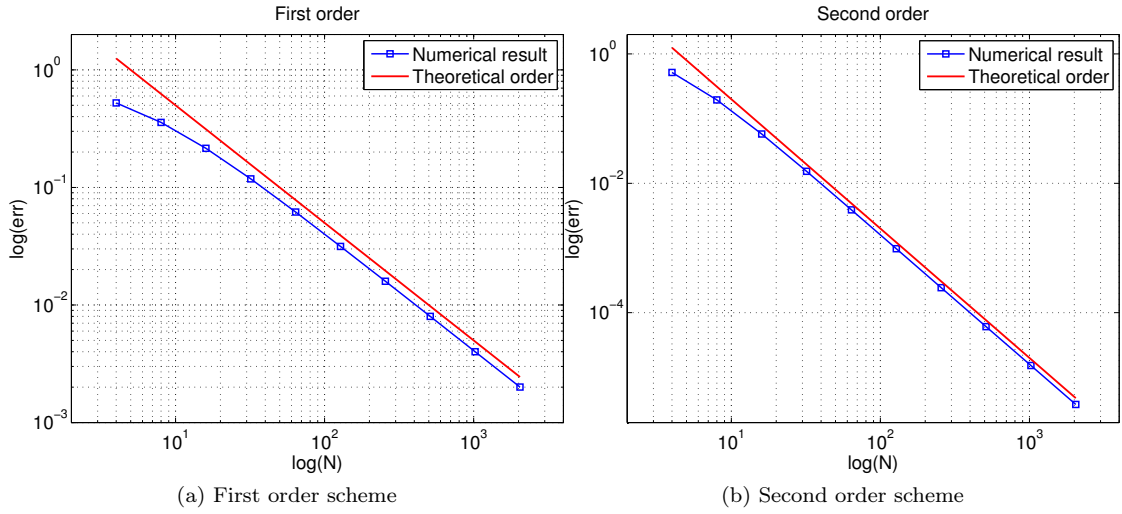 First order
Numerical result
Theoretical order
10^0
10^-1
10^-2
10^-3
log(err)
10^1
10^2
10^3
log(N)
(a) First order scheme
Second order
Numerical result
Theoretical order
10^0
10^-2
10^-4
log(err)
10^1
10^2
10^3
log(N)
(b) Second order scheme